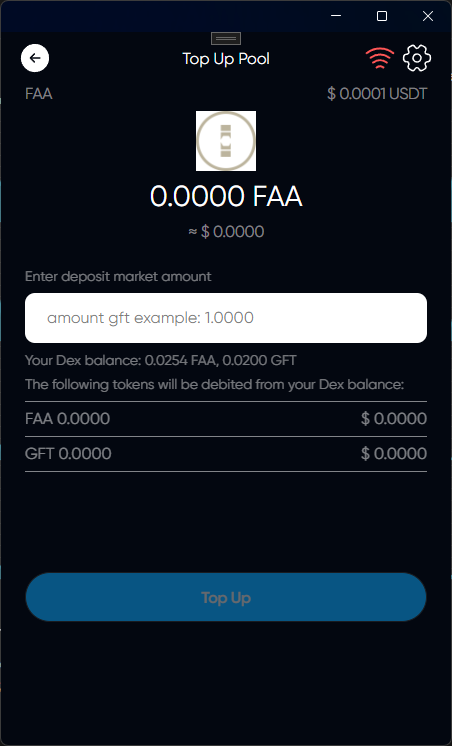 Top Up Pool
FAA $ 0.0001 USDT
0.0000 FAA
≈ $ 0.0000
Enter deposit market amount
amount gft example: 1.0000
Your Dex balance: 0.0254 FAA, 0.0200 GFT
The following tokens will be debited from your Dex balance:
FAA 0.0000 $ 0.0000
GFT 0.0000 $ 0.0000
Top Up